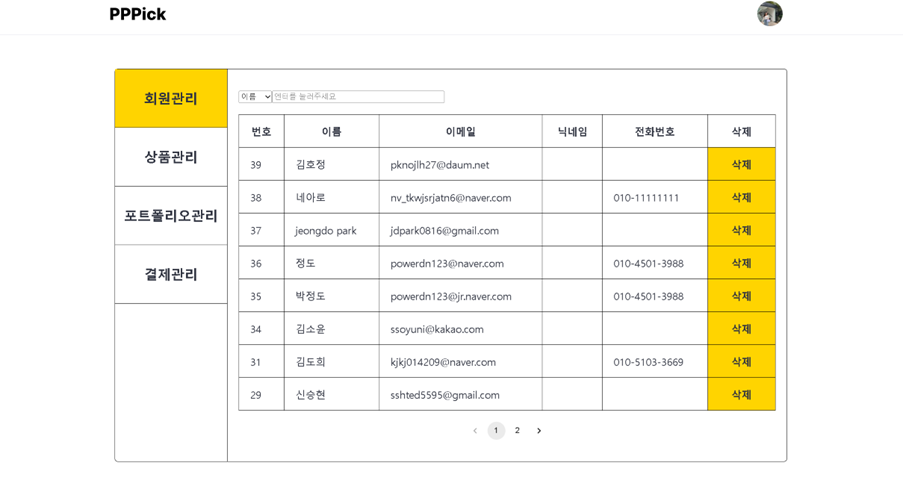 PPPick
회원관리
상품관리
포트폴리오관리
결제관리
이름 엔터를 눌러주세요
번호 이름 이메일 닉네임 전화번호 삭제
39 김호정 pknojlh27@daum.net 삭제
38 네아로 nv_tkwjsrjatn6@naver.com 010-11111111 삭제
37 jeongdo park jdpark0816@gmail.com 삭제
36 정도 powerdn123@naver.com 010-4501-3988 삭제
35 박정도 powerdn123@jr.naver.com 010-4501-3988 삭제
34 김소윤 ssoyuni@kakao.com 삭제
31 김도희 kjkj014209@naver.com 010-5103-3669 삭제
29 신승현 sshted5595@gmail.com 삭제
‹ 1 2 ›